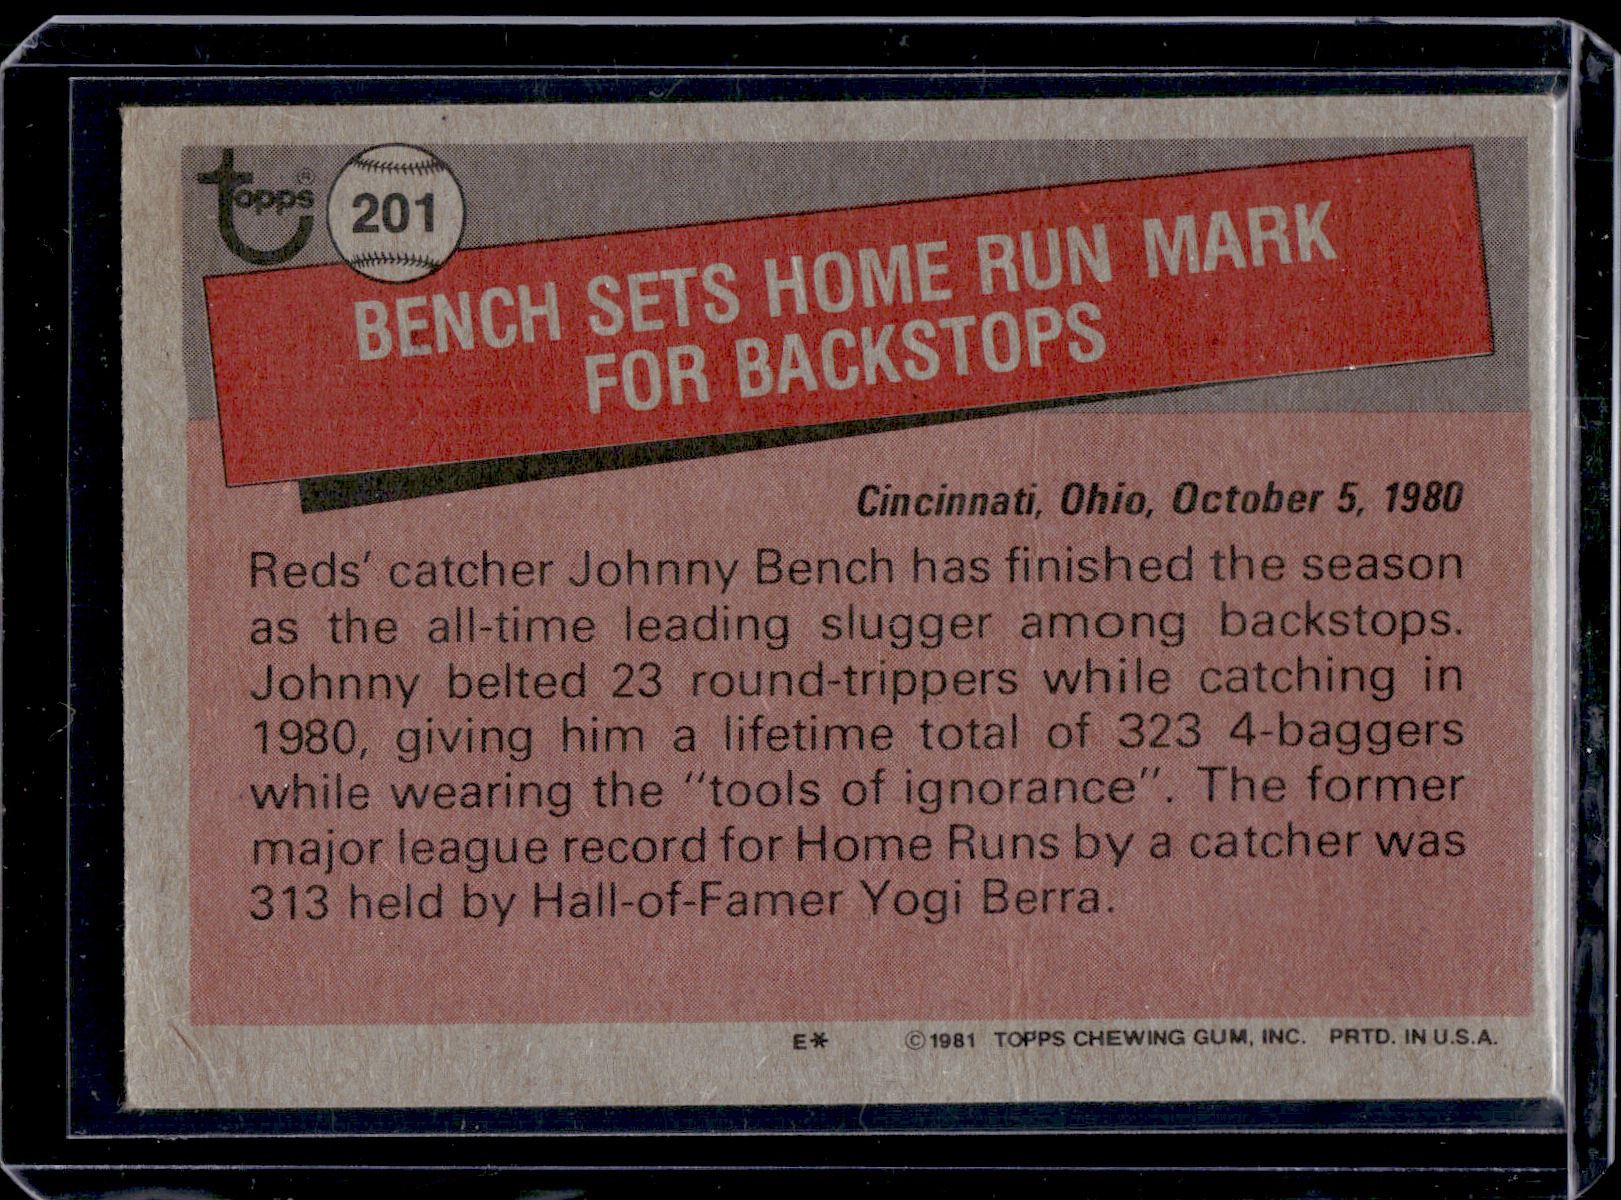 topps®
201
BENCH SETS HOME RUN MARK
FOR BACKSTOPS
Cincinnati, Ohio, October 5, 1980
Reds' catcher Johnny Bench has finished the season
as the all-time leading slugger among backstops.
Johnny belted 23 round-trippers while catching in
1980, giving him a lifetime total of 323 4-baggers
while wearing the "tools of ignorance". The former
major league record for Home Runs by a catcher was
313 held by Hall-of-Famer Yogi Berra.
E* ©1981 TOPPS CHEWING GUM, INC. PRTD. IN U.S.A.